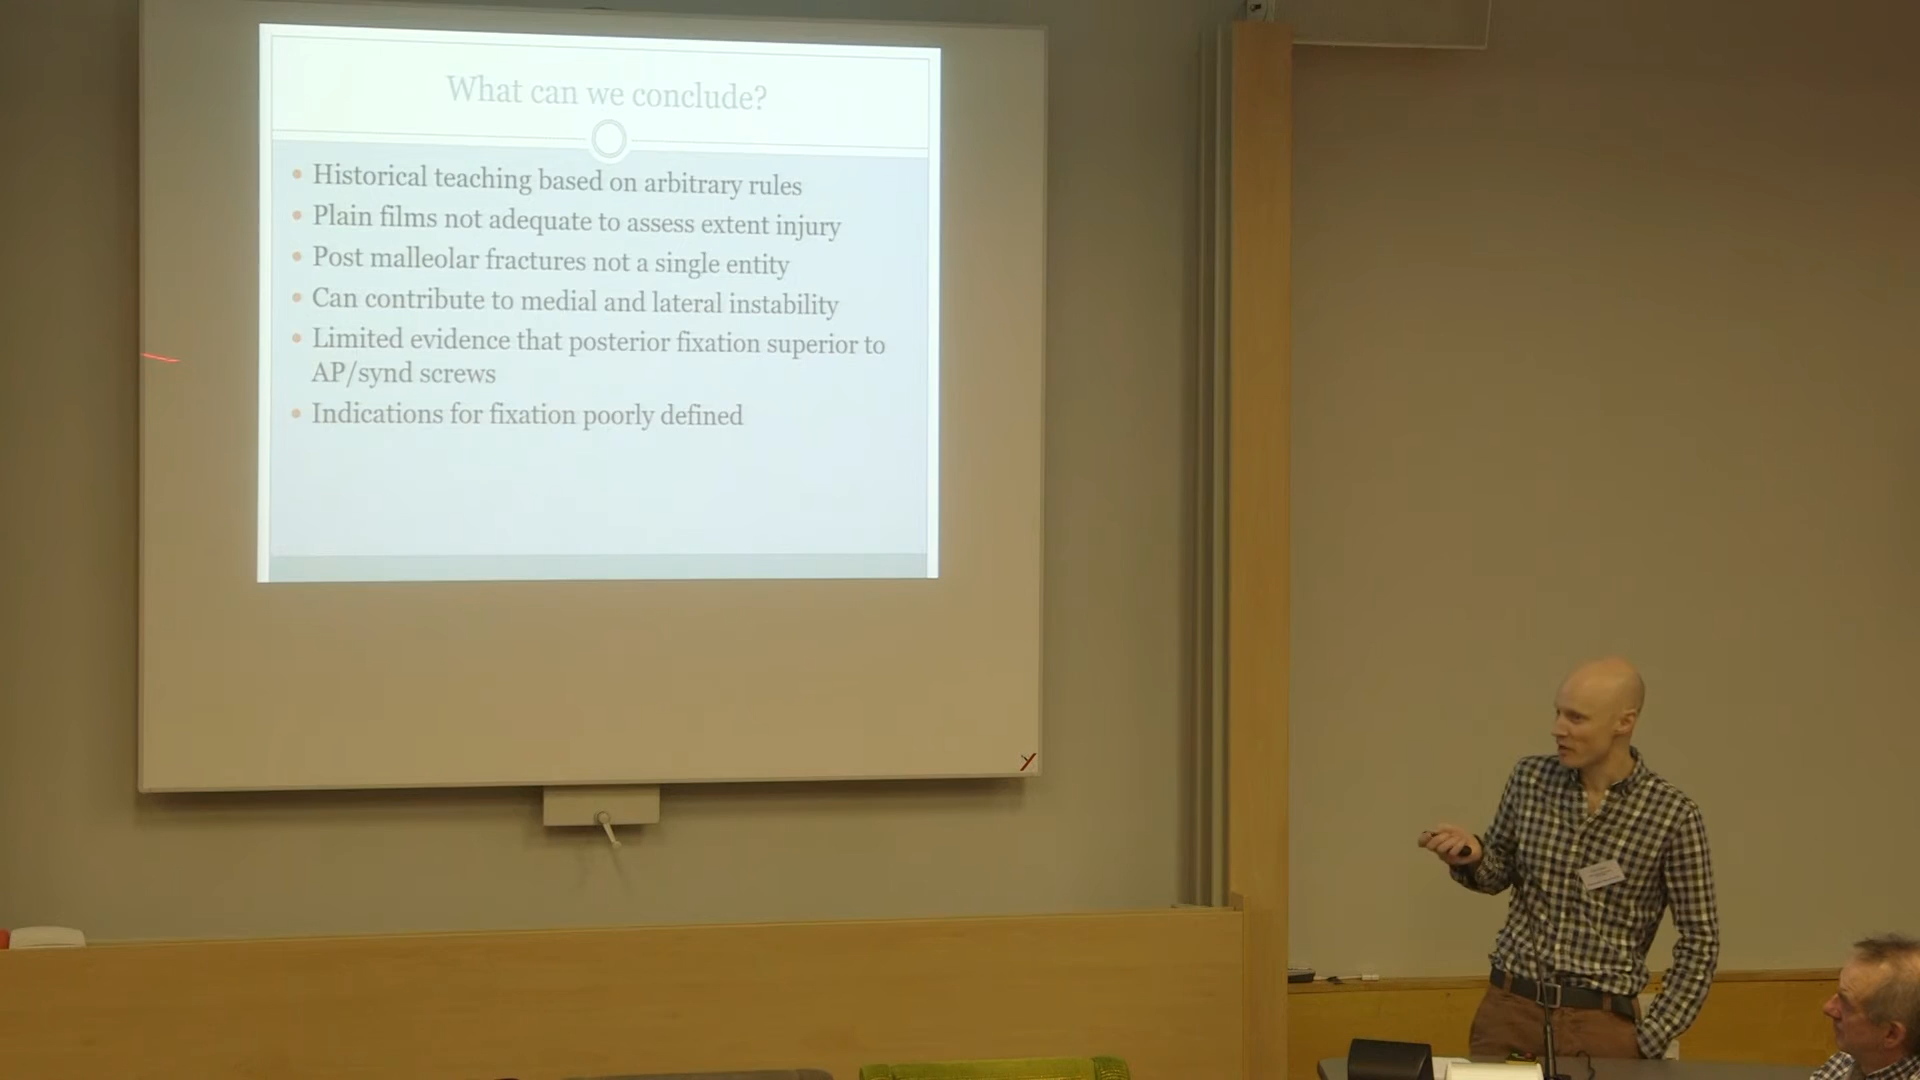 What can we conclude?
Historical teaching based on arbitrary rules
Plain films not adequate to assess extent injury
Post malleolar fractures not a single entity
Can contribute to medial and lateral instability
Limited evidence that posterior fixation superior to
AP/synd screws
Indications for fixation poorly defined